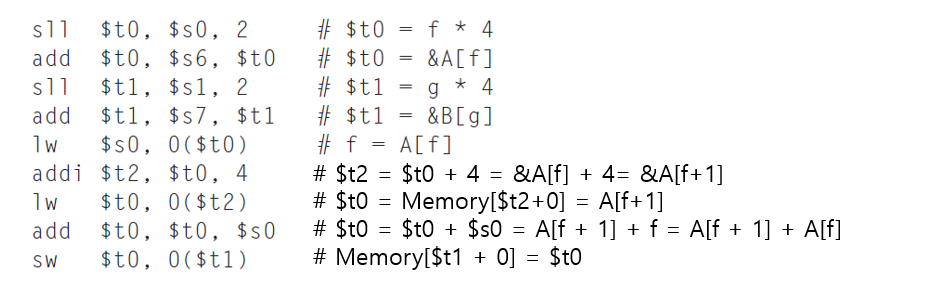 sll $t0, $s0, 2 # $t0 = f * 4
add $t0, $s6, $t0 # $t0 = &A[f]
sll $t1, $s1, 2 # $t1 = g * 4
add $t1, $s7, $t1 # $t1 = &B[g]
lw $s0, 0($t0) # f = A[f]
addi $t2, $t0, 4 # $t2 = $t0 + 4 = &A[f] + 4= &A[f+1]
lw $t0, 0($t2) # $t0 = Memory[$t2+0] = A[f+1]
add $t0, $t0, $s0 # $t0 = $t0 + $s0 = A[f + 1] + f = A[f + 1] + A[f]
sw $t0, 0($t1) # Memory[$t1 + 0] = $t0